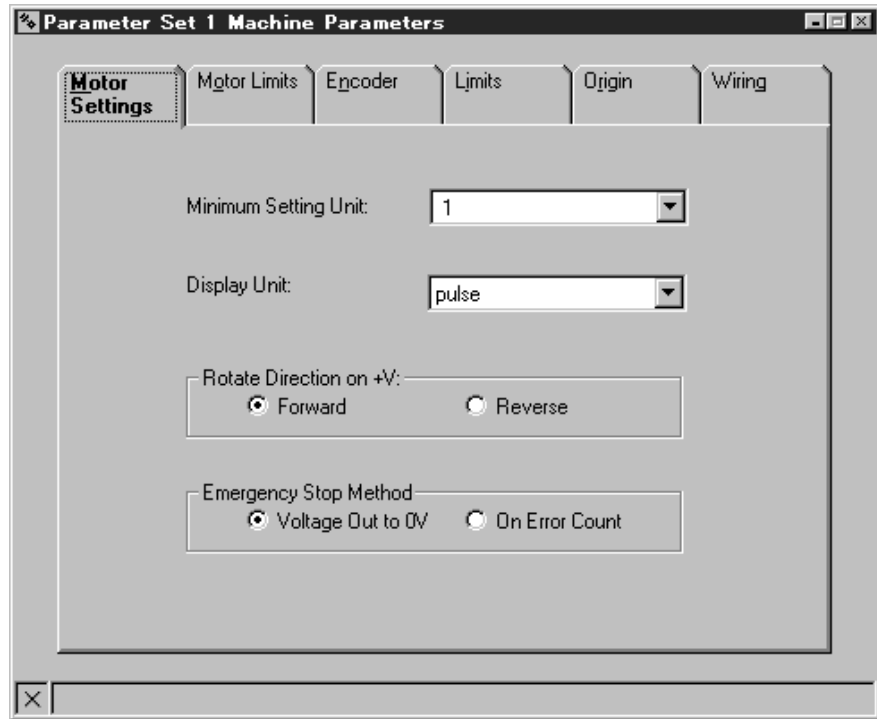 Parameter Set 1 Machine Parameters
Motor Settings
Motor Limits
Encoder
Limits
Origin
Wiring
Minimum Setting Unit:
1
Display Unit:
pulse
Rotate Direction on +V:
Forward
Reverse
Emergency Stop Method
Voltage Out to 0V
On Error Count